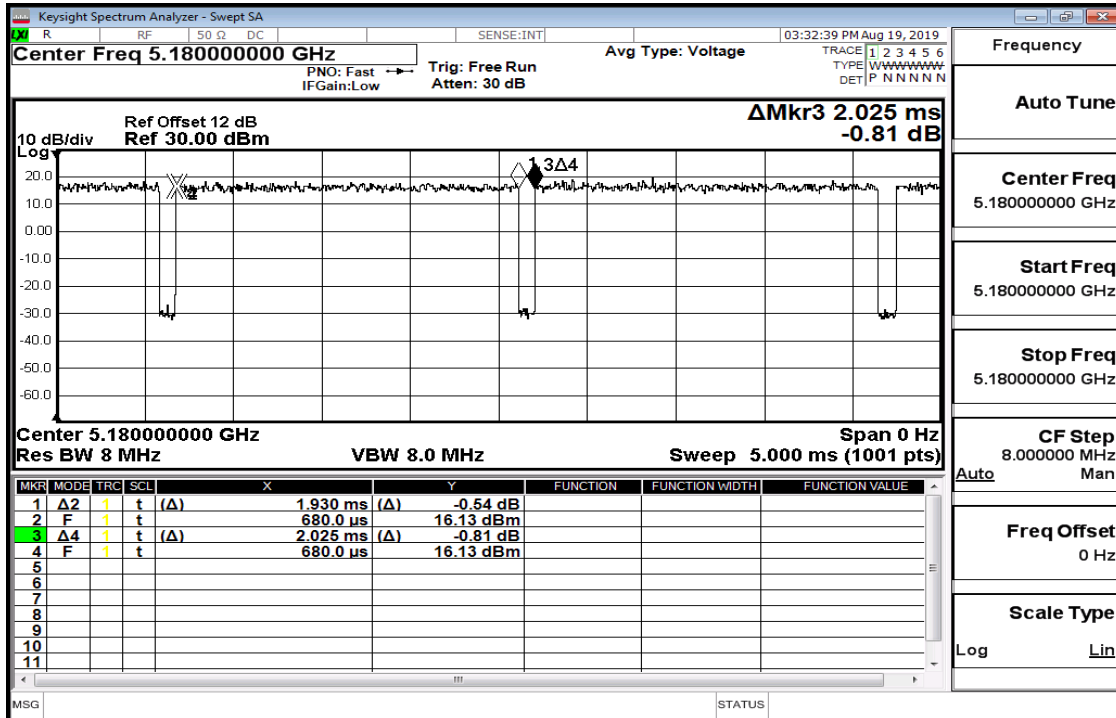 Keysight Spectrum Analyzer - Swept SA
LXI R RF 50 Ω DC SENSE:INT 03:32:39 PM Aug 19, 2019
Center Freq 5.180000000 GHz
PNO: Fast
IFGain:Low
Trig: Free Run
Atten: 30 dB
Avg Type: Voltage
TRACE 1 2 3 4 5 6
TYPE W W W W W W
DET P N N N N N
ΔMkr3 2.025 ms
-0.81 dB
Ref Offset 12 dB
10 dB/div Ref 30.00 dBm
Log
20.0
10.0
0.00
-10.0
-20.0
-30.0
-40.0
-50.0
-60.0
3Δ4
Center 5.180000000 GHz Span 0 Hz
Res BW 8 MHz VBW 8.0 MHz Sweep 5.000 ms (1001 pts)
MKR MODE TRC SCL X Y FUNCTION FUNCTION WIDTH FUNCTION VALUE
1 Δ2 1 t (Δ) 1.930 ms (Δ) -0.54 dB
2 F 1 t 680.0 µs 16.13 dBm
3 Δ4 1 t (Δ) 2.025 ms (Δ) -0.81 dB
4 F 1 t 680.0 µs 16.13 dBm
5
6
7
8
9
10
11
MSG STATUS
Frequency
Auto Tune
Center Freq
5.180000000 GHz
Start Freq
5.180000000 GHz
Stop Freq
5.180000000 GHz
CF Step
8.000000 MHz
Auto Man
Freq Offset
0 Hz
Scale Type
Log Lin